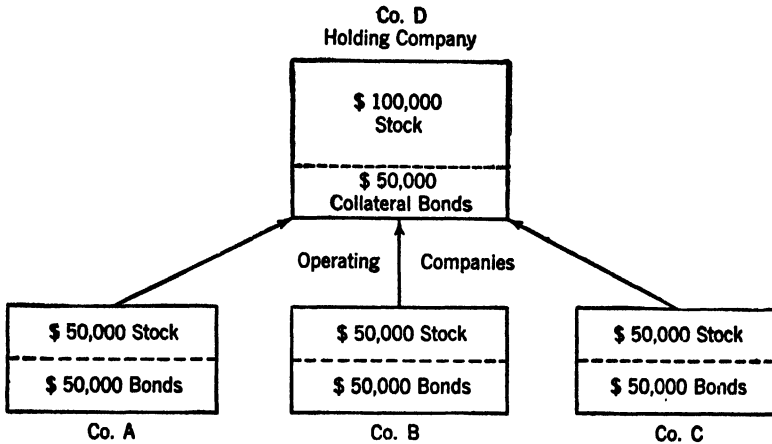 Co. D
Holding Company
$ 100,000
Stock
$ 50,000
Collateral Bonds
Operating Companies
$ 50,000 Stock
$ 50,000 Bonds
Co. A
$ 50,000 Stock
$ 50,000 Bonds
Co. B
$ 50,000 Stock
$ 50,000 Bonds
Co. C